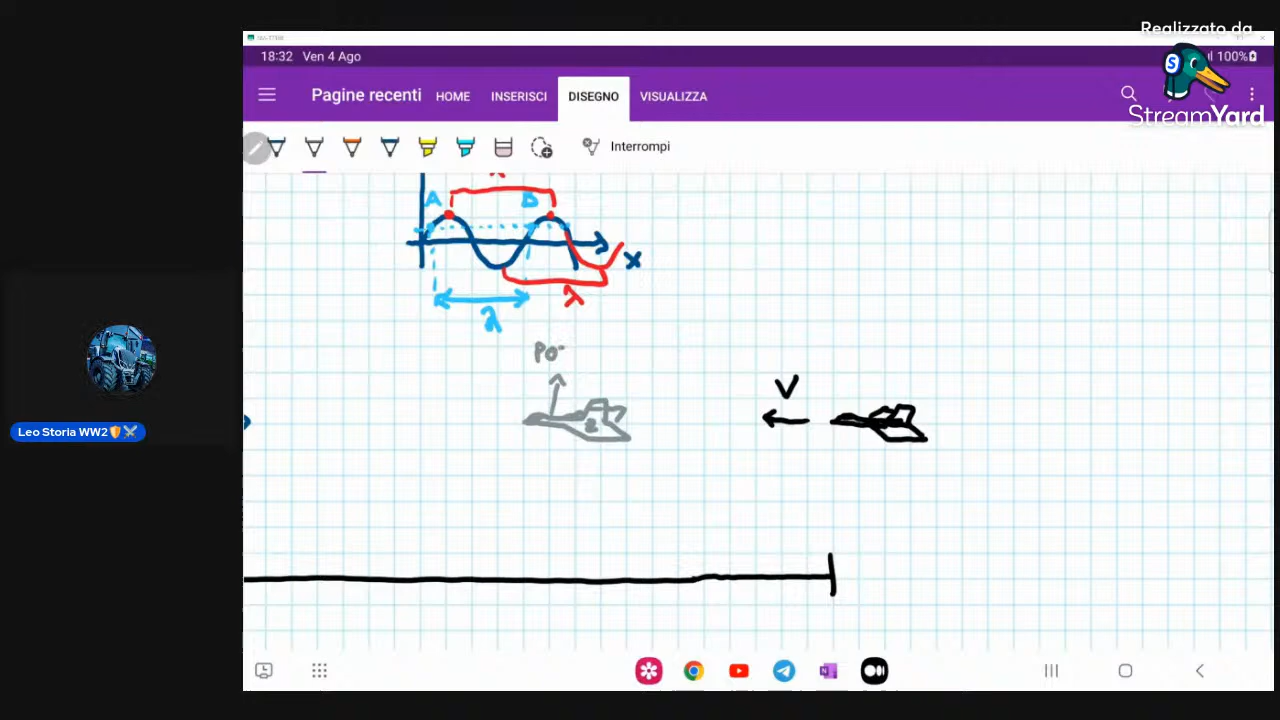 Realizzato da
StreamYard
18:32 Ven 4 Ago
100%
Pagine recenti
HOME
INSERISCI
DISEGNO
VISUALIZZA
Interrompi
A
B
x
λ
λ
PO-
2
V
Leo Storia WW2🛡️⚔️